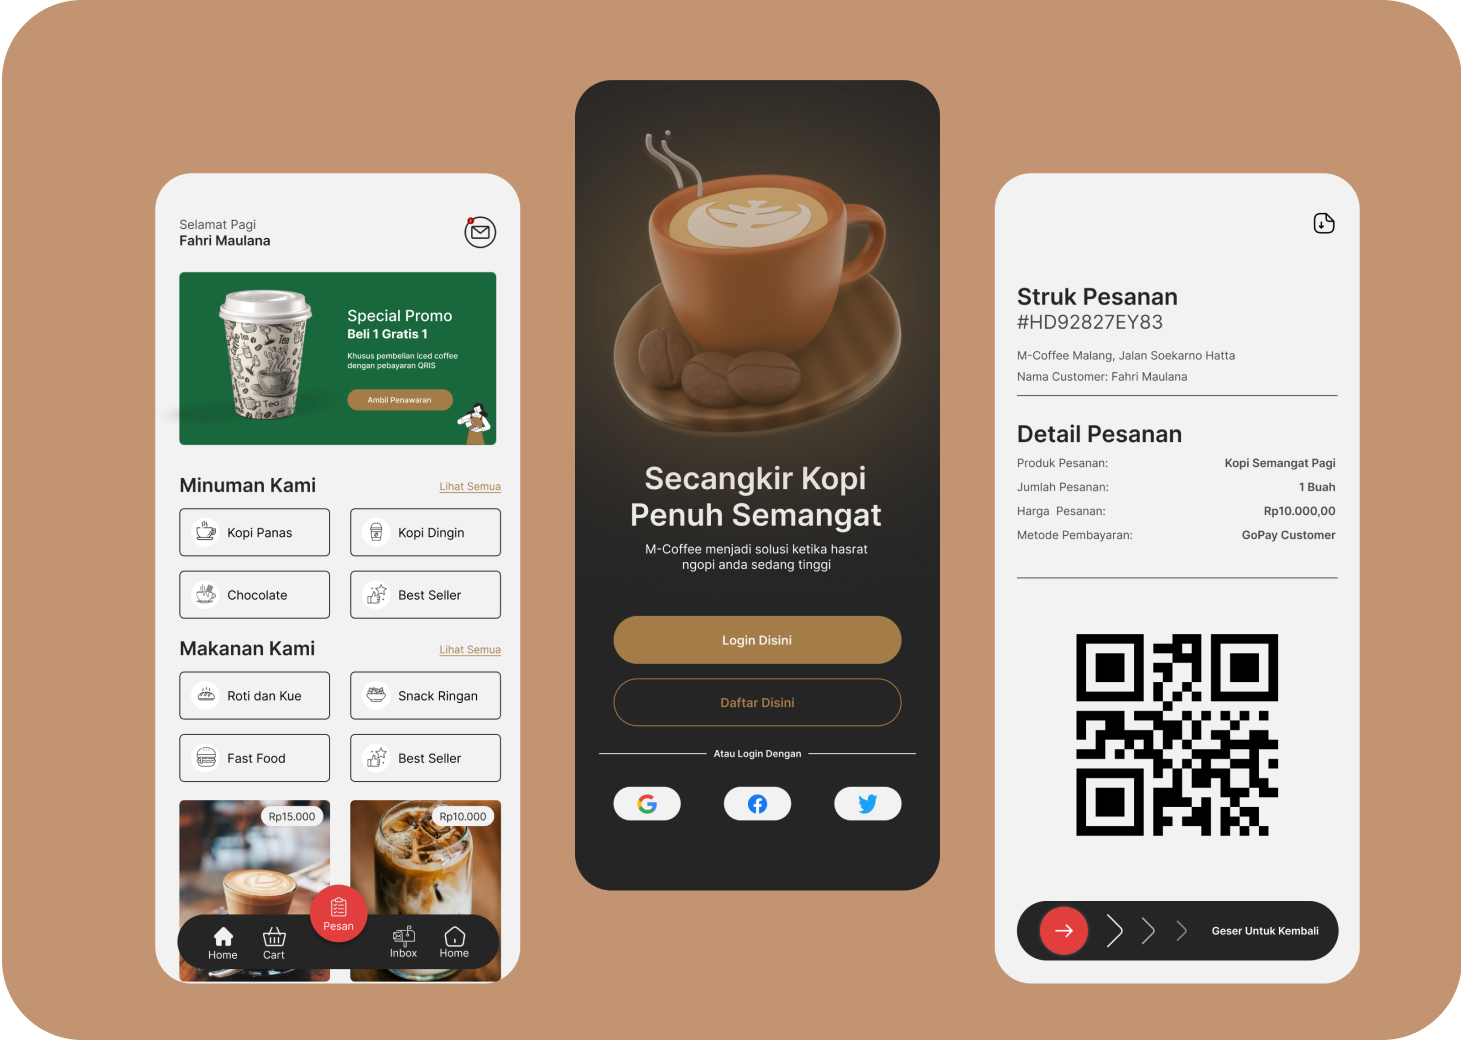 Selamat Pagi
Fahri Maulana
Special Promo
Beli 1 Gratis 1
Khusus pembelian iced coffee
dengan pebayaran QRIS
Ambil Penawaran
Tea
Tea
Minuman Kami
Lihat Semua
Kopi Panas
Kopi Dingin
Chocolate
Best Seller
Makanan Kami
Lihat Semua
Roti dan Kue
Snack Ringan
Fast Food
Best Seller
Rp15.000
Rp10.000
Pesan
Home
Cart
Inbox
Home
Secangkir Kopi
Penuh Semangat
M-Coffee menjadi solusi ketika hasrat
ngopi anda sedang tinggi
Login Disini
Daftar Disini
Atau Login Dengan
Struk Pesanan
#HD92827EY83
M-Coffee Malang, Jalan Soekarno Hatta
Nama Customer: Fahri Maulana
Detail Pesanan
Produk Pesanan: Kopi Semangat Pagi
Jumlah Pesanan: 1 Buah
Harga Pesanan: Rp10.000,00
Metode Pembayaran: GoPay Customer
Geser Untuk Kembali